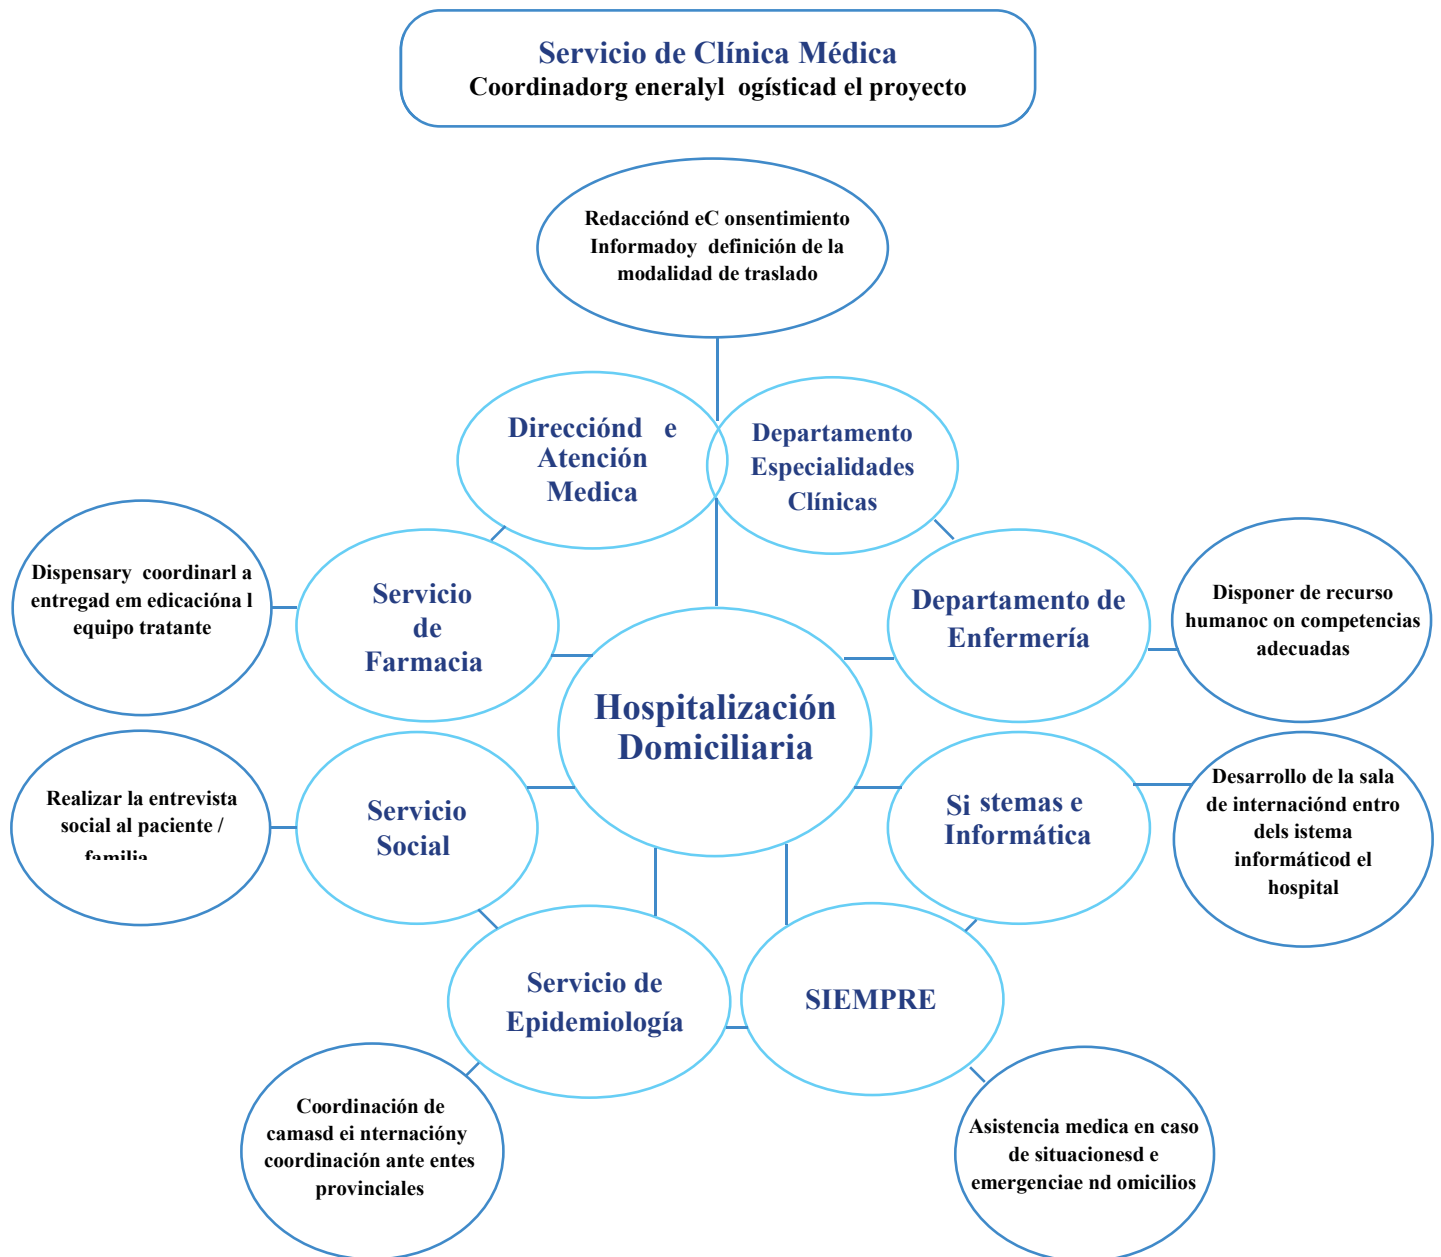 Servicio de Clínica Médica
Coordinadorg eneralyl ogísticad el proyecto
Redacciónd eC onsentimiento
Informadoy definición de la
modalidad de traslado
Direcciónd e
Atención
Medica
Departamento
Especialidades
Clínicas
Dispensary coordinarl a
entregad em edicacióna l
equipo tratante
Servicio
de
Farmacia
Departamento de
Enfermería
Disponer de recurso
humanoc on competencias
adecuadas
Hospitalización
Domiciliaria
Realizar la entrevista
social al paciente /
familia
Servicio
Social
Si stemas e
Informática
Desarrollo de la sala
de internaciónd entro
dels istema
informáticod el
hospital
Servicio de
Epidemiología
SIEMPRE
Coordinación de
camasd ei nternacióny
coordinación ante entes
provinciales
Asistencia medica en caso
de situacionesd e
emergenciae nd omicilios